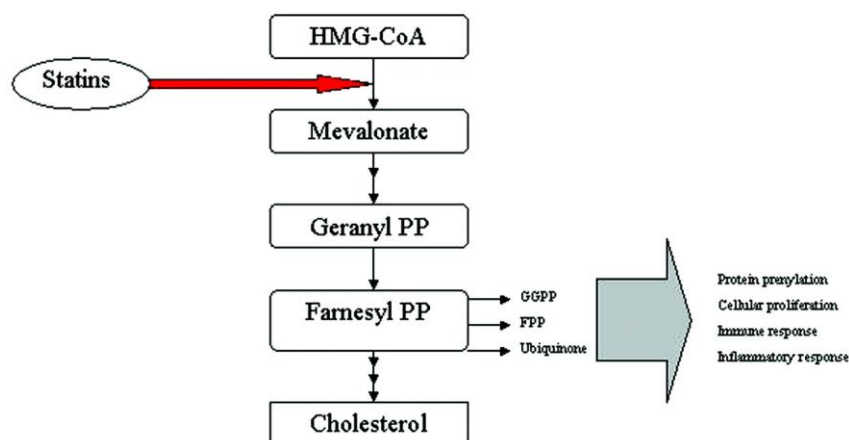 HMG-CoA
Statins
Mevalonate
Geranyl PP
Farnesyl PP
GGPP
FPP
Ubiquinone
Protein prenylation
Cellular proliferation
Immune response
Inflammatory response
Cholesterol